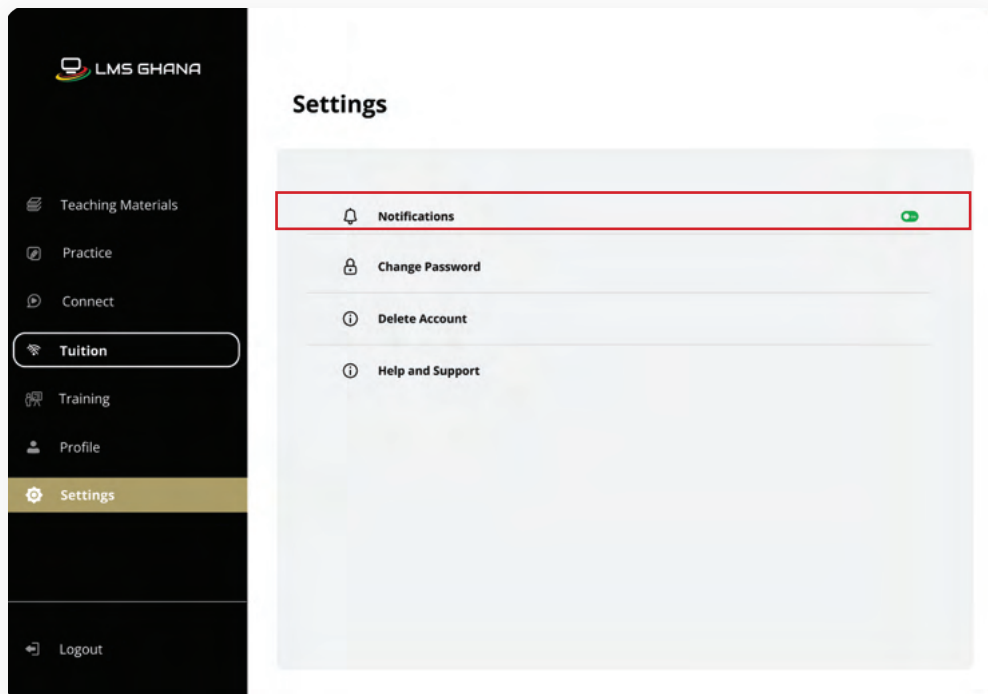 LMS GHANA
Teaching Materials
Practice
Connect
Tuition
Training
Profile
Settings
Logout
Settings
Notifications
Change Password
Delete Account
Help and Support